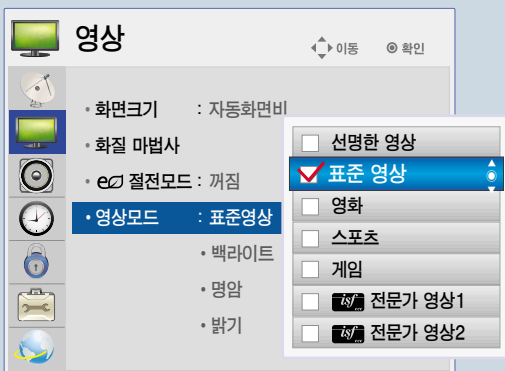 영상
이동 확인
• 화면크기 : 자동화면비
• 화질 마법사
• eco 절전모드 : 꺼짐
• 영상모드 : 표준영상
• 백라이트
• 명암
• 밝기
선명한 영상
표준 영상
영화
스포츠
게임
isf 전문가 영상1
isf 전문가 영상2